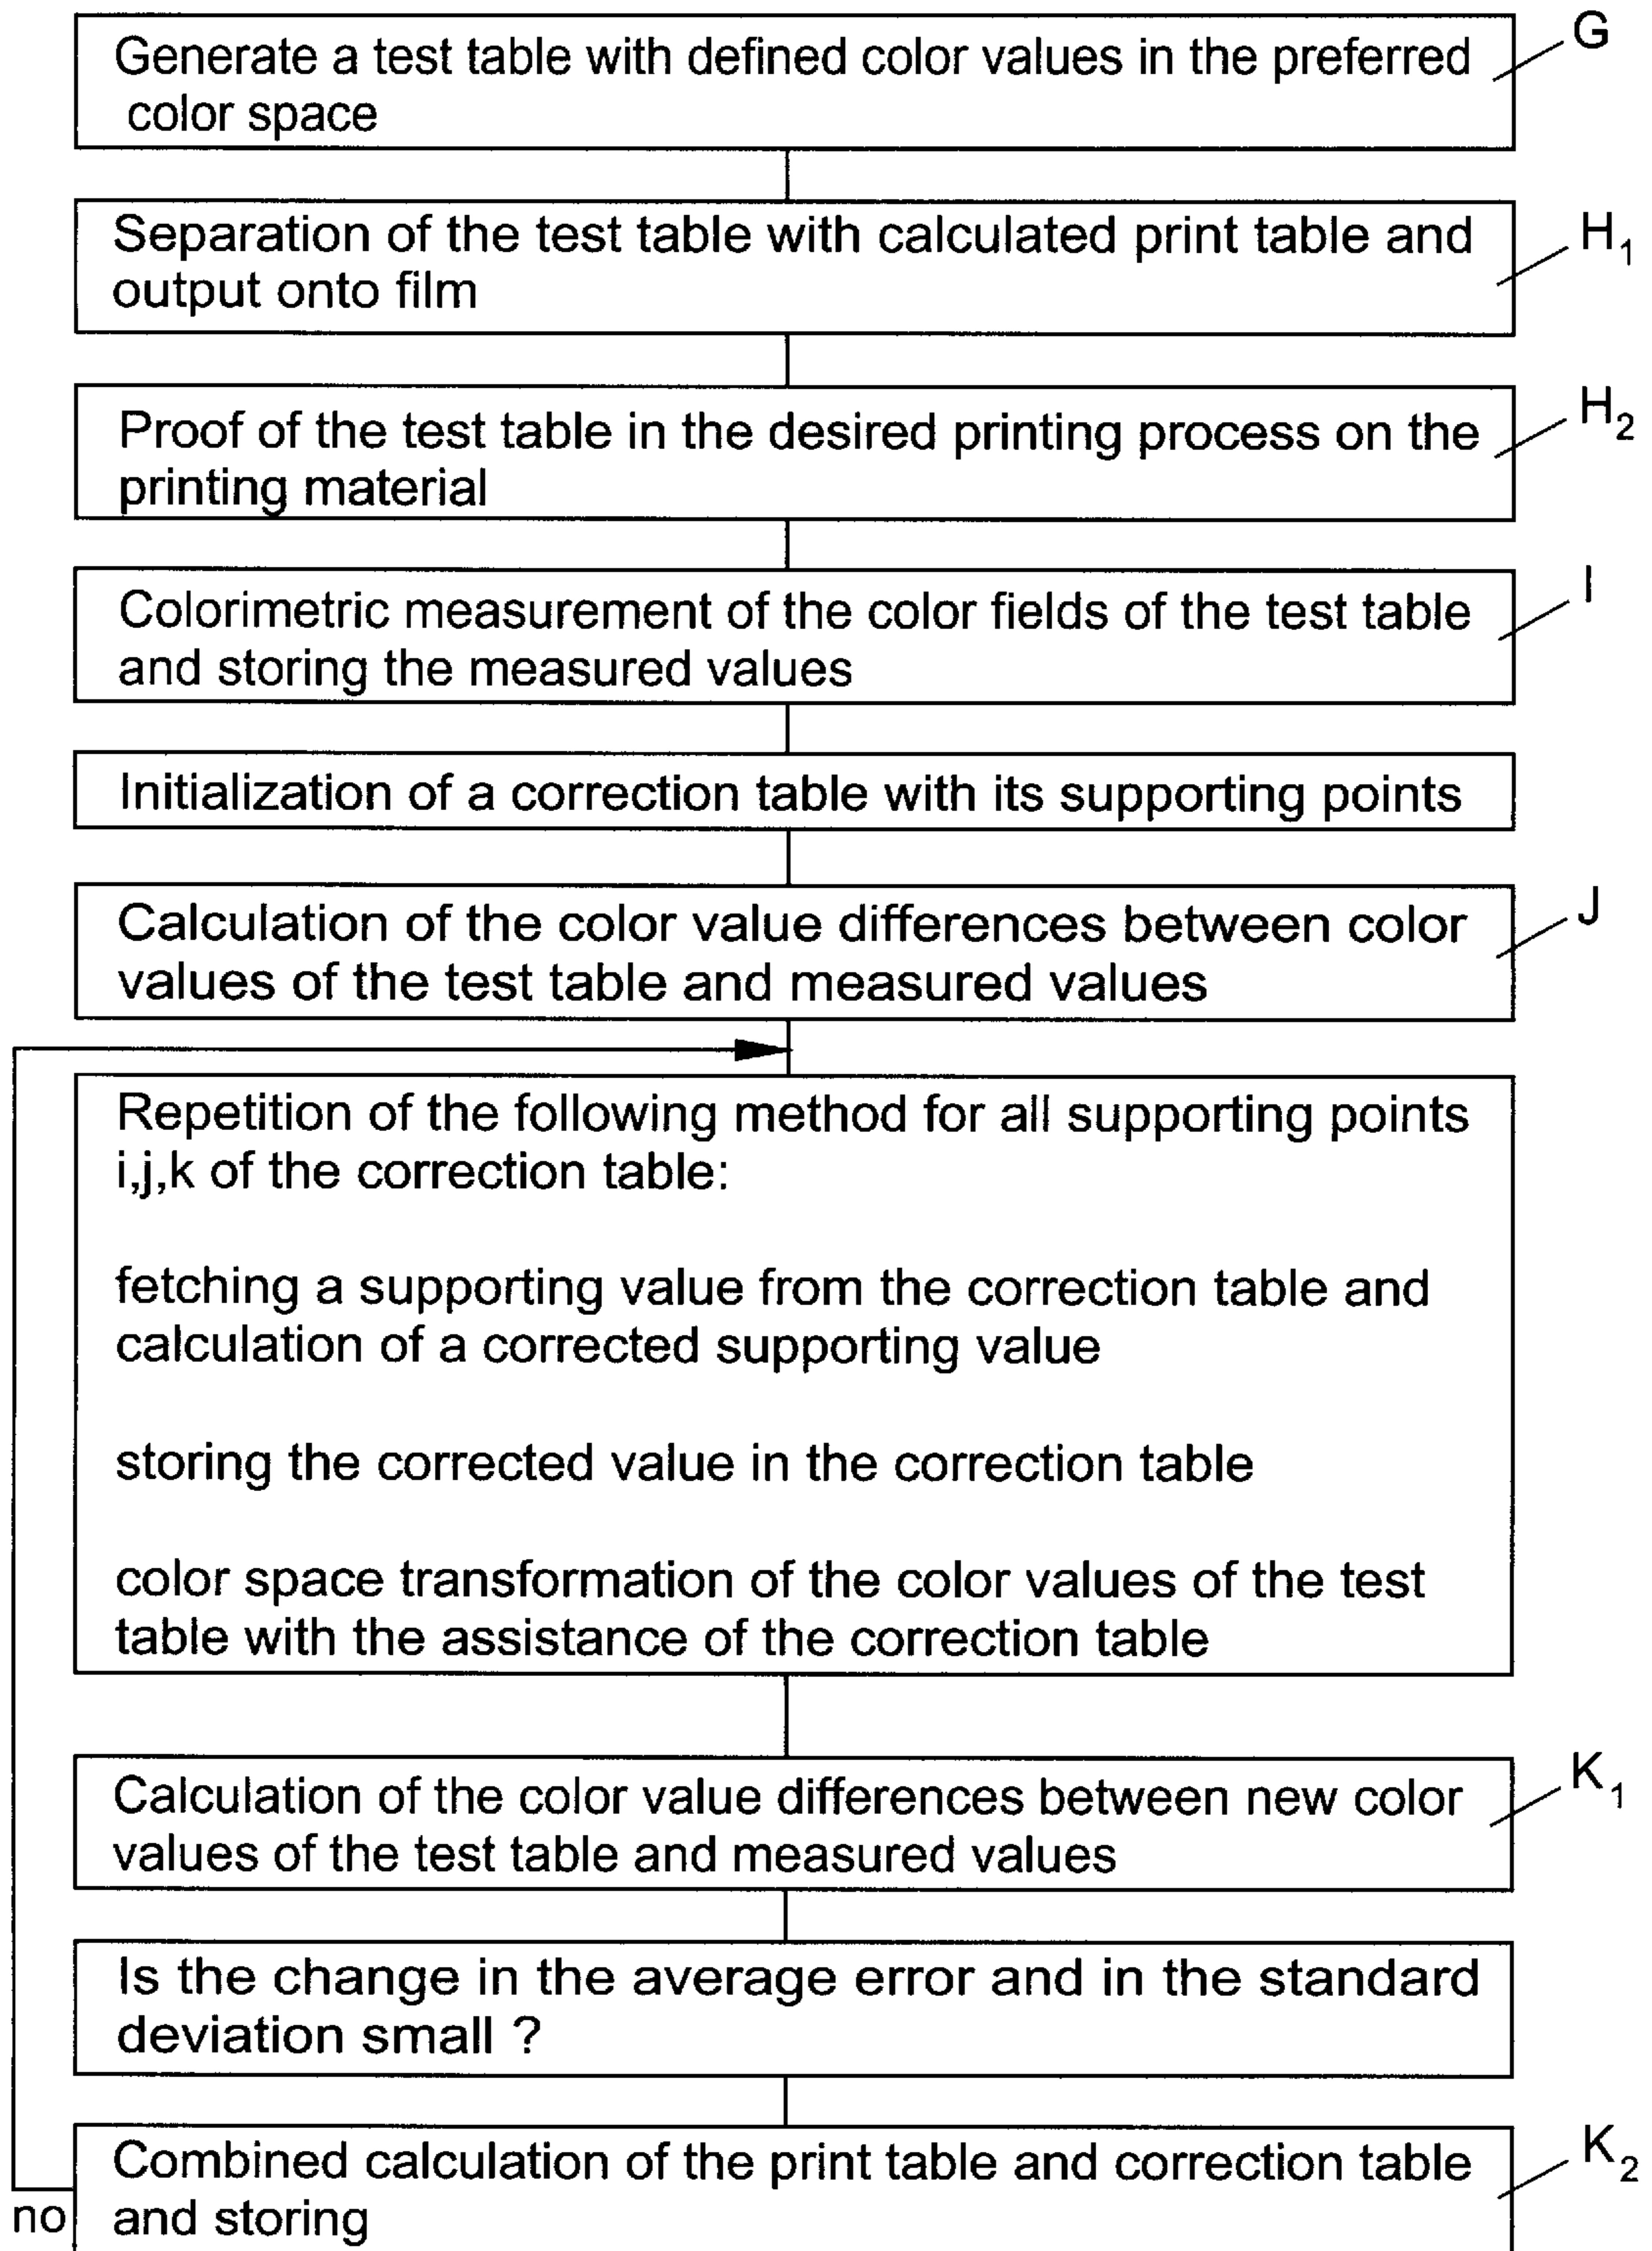 Generate a test table with defined color values in the preferred
color space
G
Separation of the test table with calculated print table and
output onto film
H1
Proof of the test table in the desired printing process on the
printing material
H2
Colorimetric measurement of the color fields of the test table
and storing the measured values
I
Initialization of a correction table with its supporting points
Calculation of the color value differences between color
values of the test table and measured values
J
Repetition of the following method for all supporting points
i,j,k of the correction table:
fetching a supporting value from the correction table and
calculation of a corrected supporting value
storing the corrected value in the correction table
color space transformation of the color values of the test
table with the assistance of the correction table
Calculation of the color value differences between new color
values of the test table and measured values
K1
Is the change in the average error and in the standard
deviation small ?
Combined calculation of the print table and correction table
and storing
K2
no